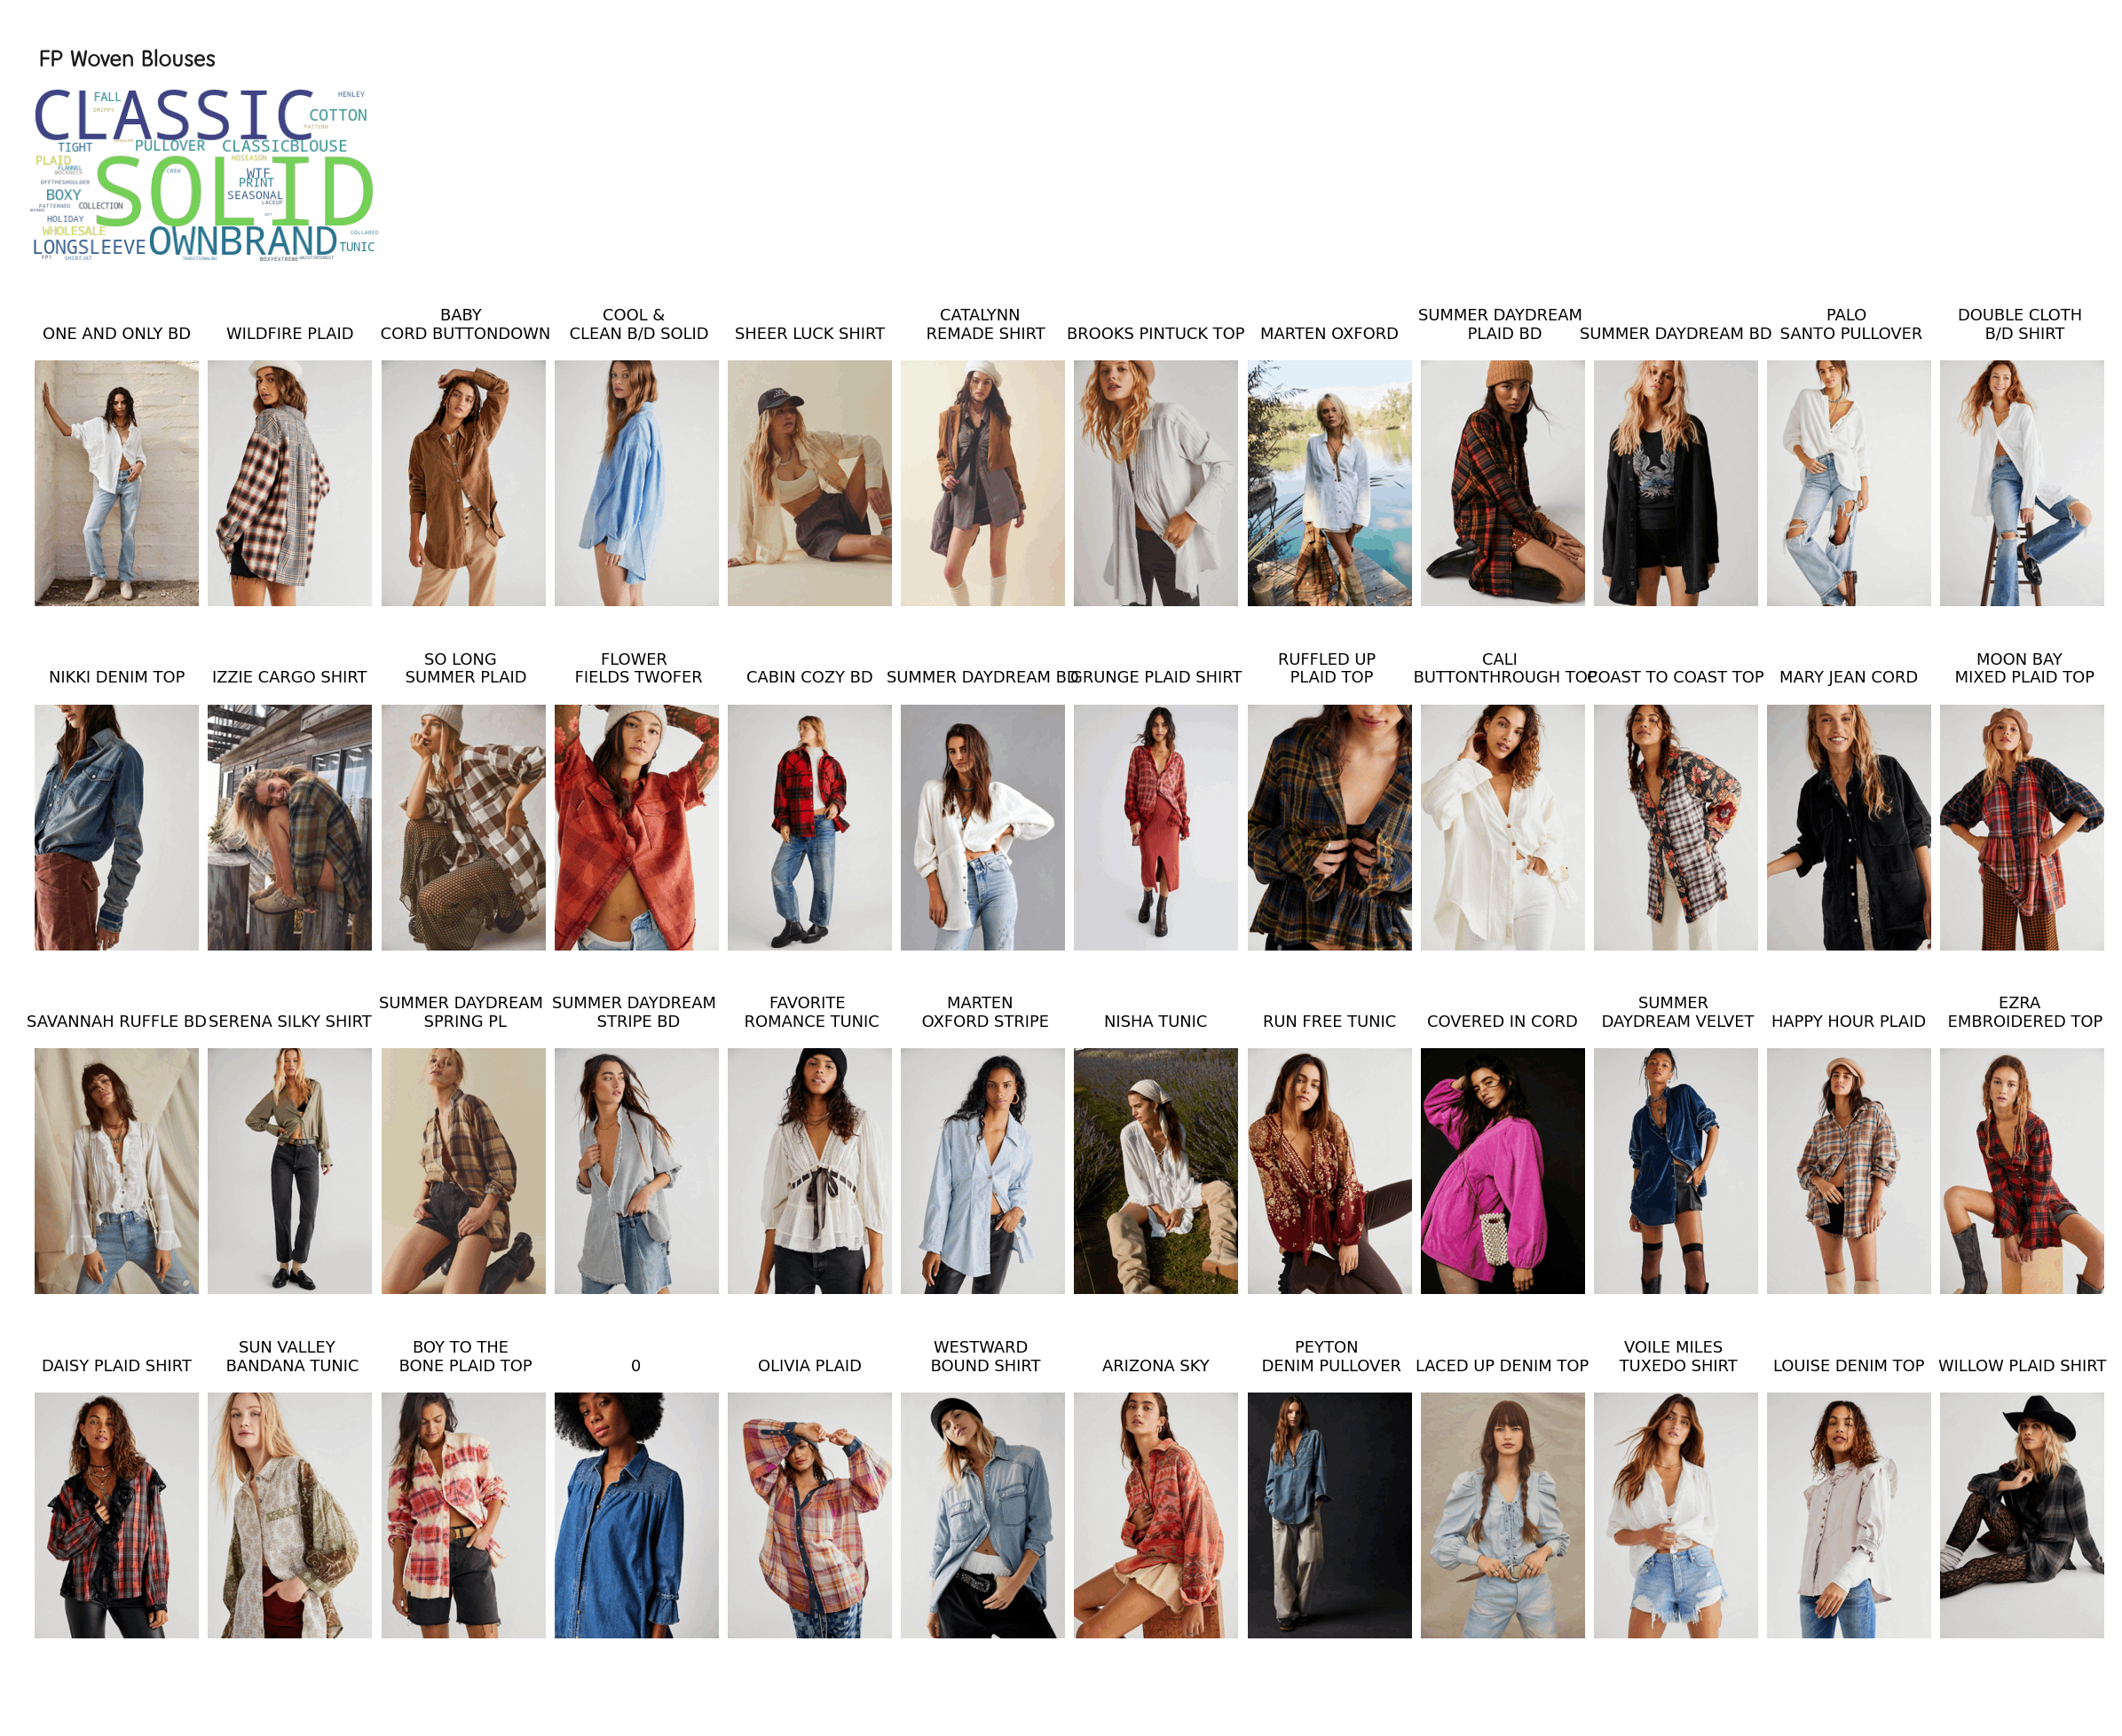 FP Woven Blouses
CLASSIC
FALL
DRIPPY
HENLEY
COTTON
PATTERN
TIGHT
PULLOVER
CLASSICBLOUSE
PLAID
FLANNEL
MOCKNECK
NOSEASON
SOLID
CREW
WTF
PRINT
SEASONAL
LACEUP
OFFTHESHOULDER
BOXY
PATTERNED
COLLECTION
HOLIDAY
WHOLESALE
LONGSLEEVE
OWNBRAND
COLLARED
TUNIC
FP1
SHIRTJKT
BOXYEXTREME
ONE AND ONLY BD
WILDFIRE PLAID
BABY
CORD BUTTONDOWN
COOL &
CLEAN B/D SOLID
SHEER LUCK SHIRT
CATALYNN
REMADE SHIRT
BROOKS PINTUCK TOP
MARTEN OXFORD
SUMMER DAYDREAM
PLAID BD
SUMMER DAYDREAM BD
PALO
SANTO PULLOVER
DOUBLE CLOTH
B/D SHIRT
NIKKI DENIM TOP
IZZIE CARGO SHIRT
SO LONG
SUMMER PLAID
FLOWER
FIELDS TWOFER
CABIN COZY BD
SUMMER DAYDREAM BD
GRUNGE PLAID SHIRT
RUFFLED UP
PLAID TOP
CALI
BUTTONTHROUGH TOP
COAST TO COAST TOP
MARY JEAN CORD
MOON BAY
MIXED PLAID TOP
SAVANNAH RUFFLE BD
SERENA SILKY SHIRT
SUMMER DAYDREAM
SPRING PL
SUMMER DAYDREAM
STRIPE BD
FAVORITE
ROMANCE TUNIC
MARTEN
OXFORD STRIPE
NISHA TUNIC
RUN FREE TUNIC
COVERED IN CORD
SUMMER
DAYDREAM VELVET
HAPPY HOUR PLAID
EZRA
EMBROIDERED TOP
DAISY PLAID SHIRT
SUN VALLEY
BANDANA TUNIC
BOY TO THE
BONE PLAID TOP
0
OLIVIA PLAID
WESTWARD
BOUND SHIRT
ARIZONA SKY
PEYTON
DENIM PULLOVER
LACED UP DENIM TOP
VOILE MILES
TUXEDO SHIRT
LOUISE DENIM TOP
WILLOW PLAID SHIRT